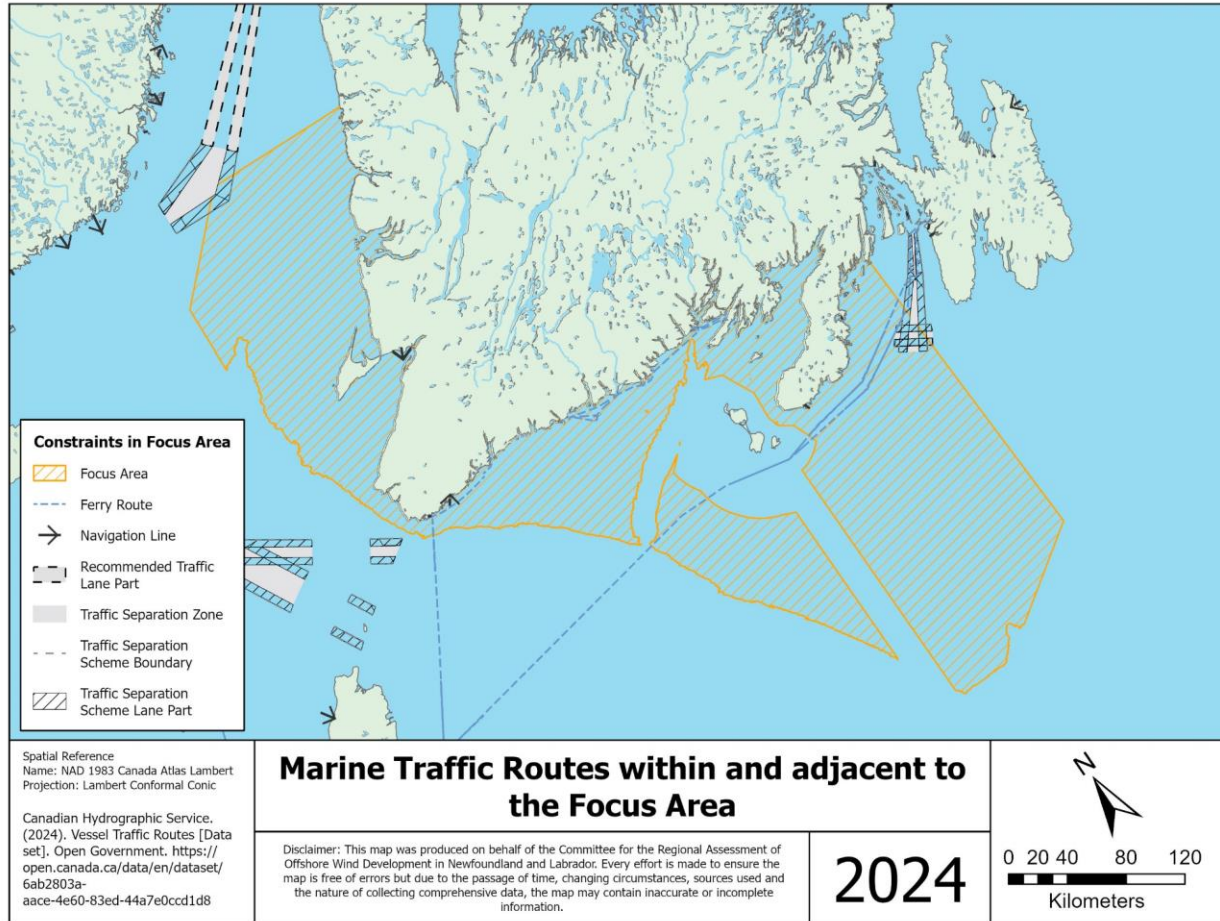 Constraints in Focus Area
Focus Area
Ferry Route
Navigation Line
Recommended Traffic
Lane Part
Traffic Separation Zone
Traffic Separation
Scheme Boundary
Traffic Separation
Scheme Lane Part
Spatial Reference
Name: NAD 1983 Canada Atlas Lambert
Projection: Lambert Conformal Conic
Canadian Hydrographic Service.
(2024). Vessel Traffic Routes [Data
set]. Open Government. https://
open.canada.ca/data/en/dataset/
6ab2803a-
aace-4e60-83ed-44a7e0ccd1d8
Marine Traffic Routes within and adjacent to
the Focus Area
Disclaimer: This map was produced on behalf of the Committee for the Regional Assessment of
Offshore Wind Development in Newfoundland and Labrador. Every effort is made to ensure the
map is free of errors but due to the passage of time, changing circumstances, sources used and
the nature of collecting comprehensive data, the map may contain inaccurate or incomplete
information.
2024
N
0 20 40 80 120
Kilometers